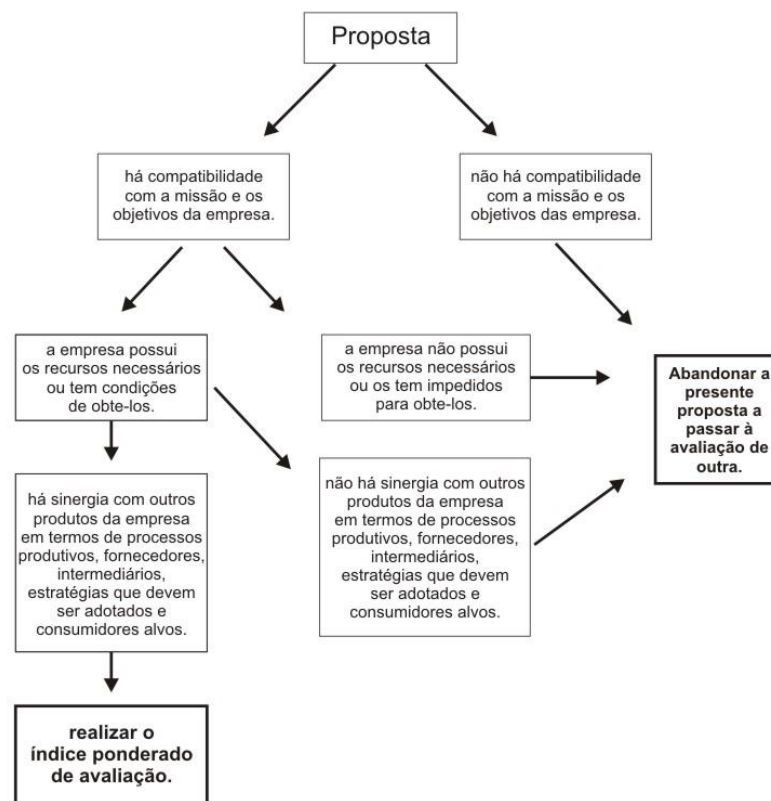 Proposta
há compatibilidade
com a missão e os
objetivos da empresa.
não há compatibilidade
com a missão e os
objetivos das empresa.
a empresa possui
os recursos necessários
ou tem condições
de obte-los.
a empresa não possui
os recursos necessários
ou os tem impedidos
para obte-los.
Abandonar a
presente
proposta a
passar à
avaliação de
outra.
há sinergia com outros
produtos da empresa
em termos de processos
produtivos, fornecedores,
intermediários,
estratégias que devem
ser adotados e
consumidores alvos.
não há sinergia com outros
produtos da empresa
em termos de processos
produtivos, fornecedores,
intermediários,
estratégias que devem
ser adotados e
consumidores alvos.
realizar o
índice ponderado
de avaliação.